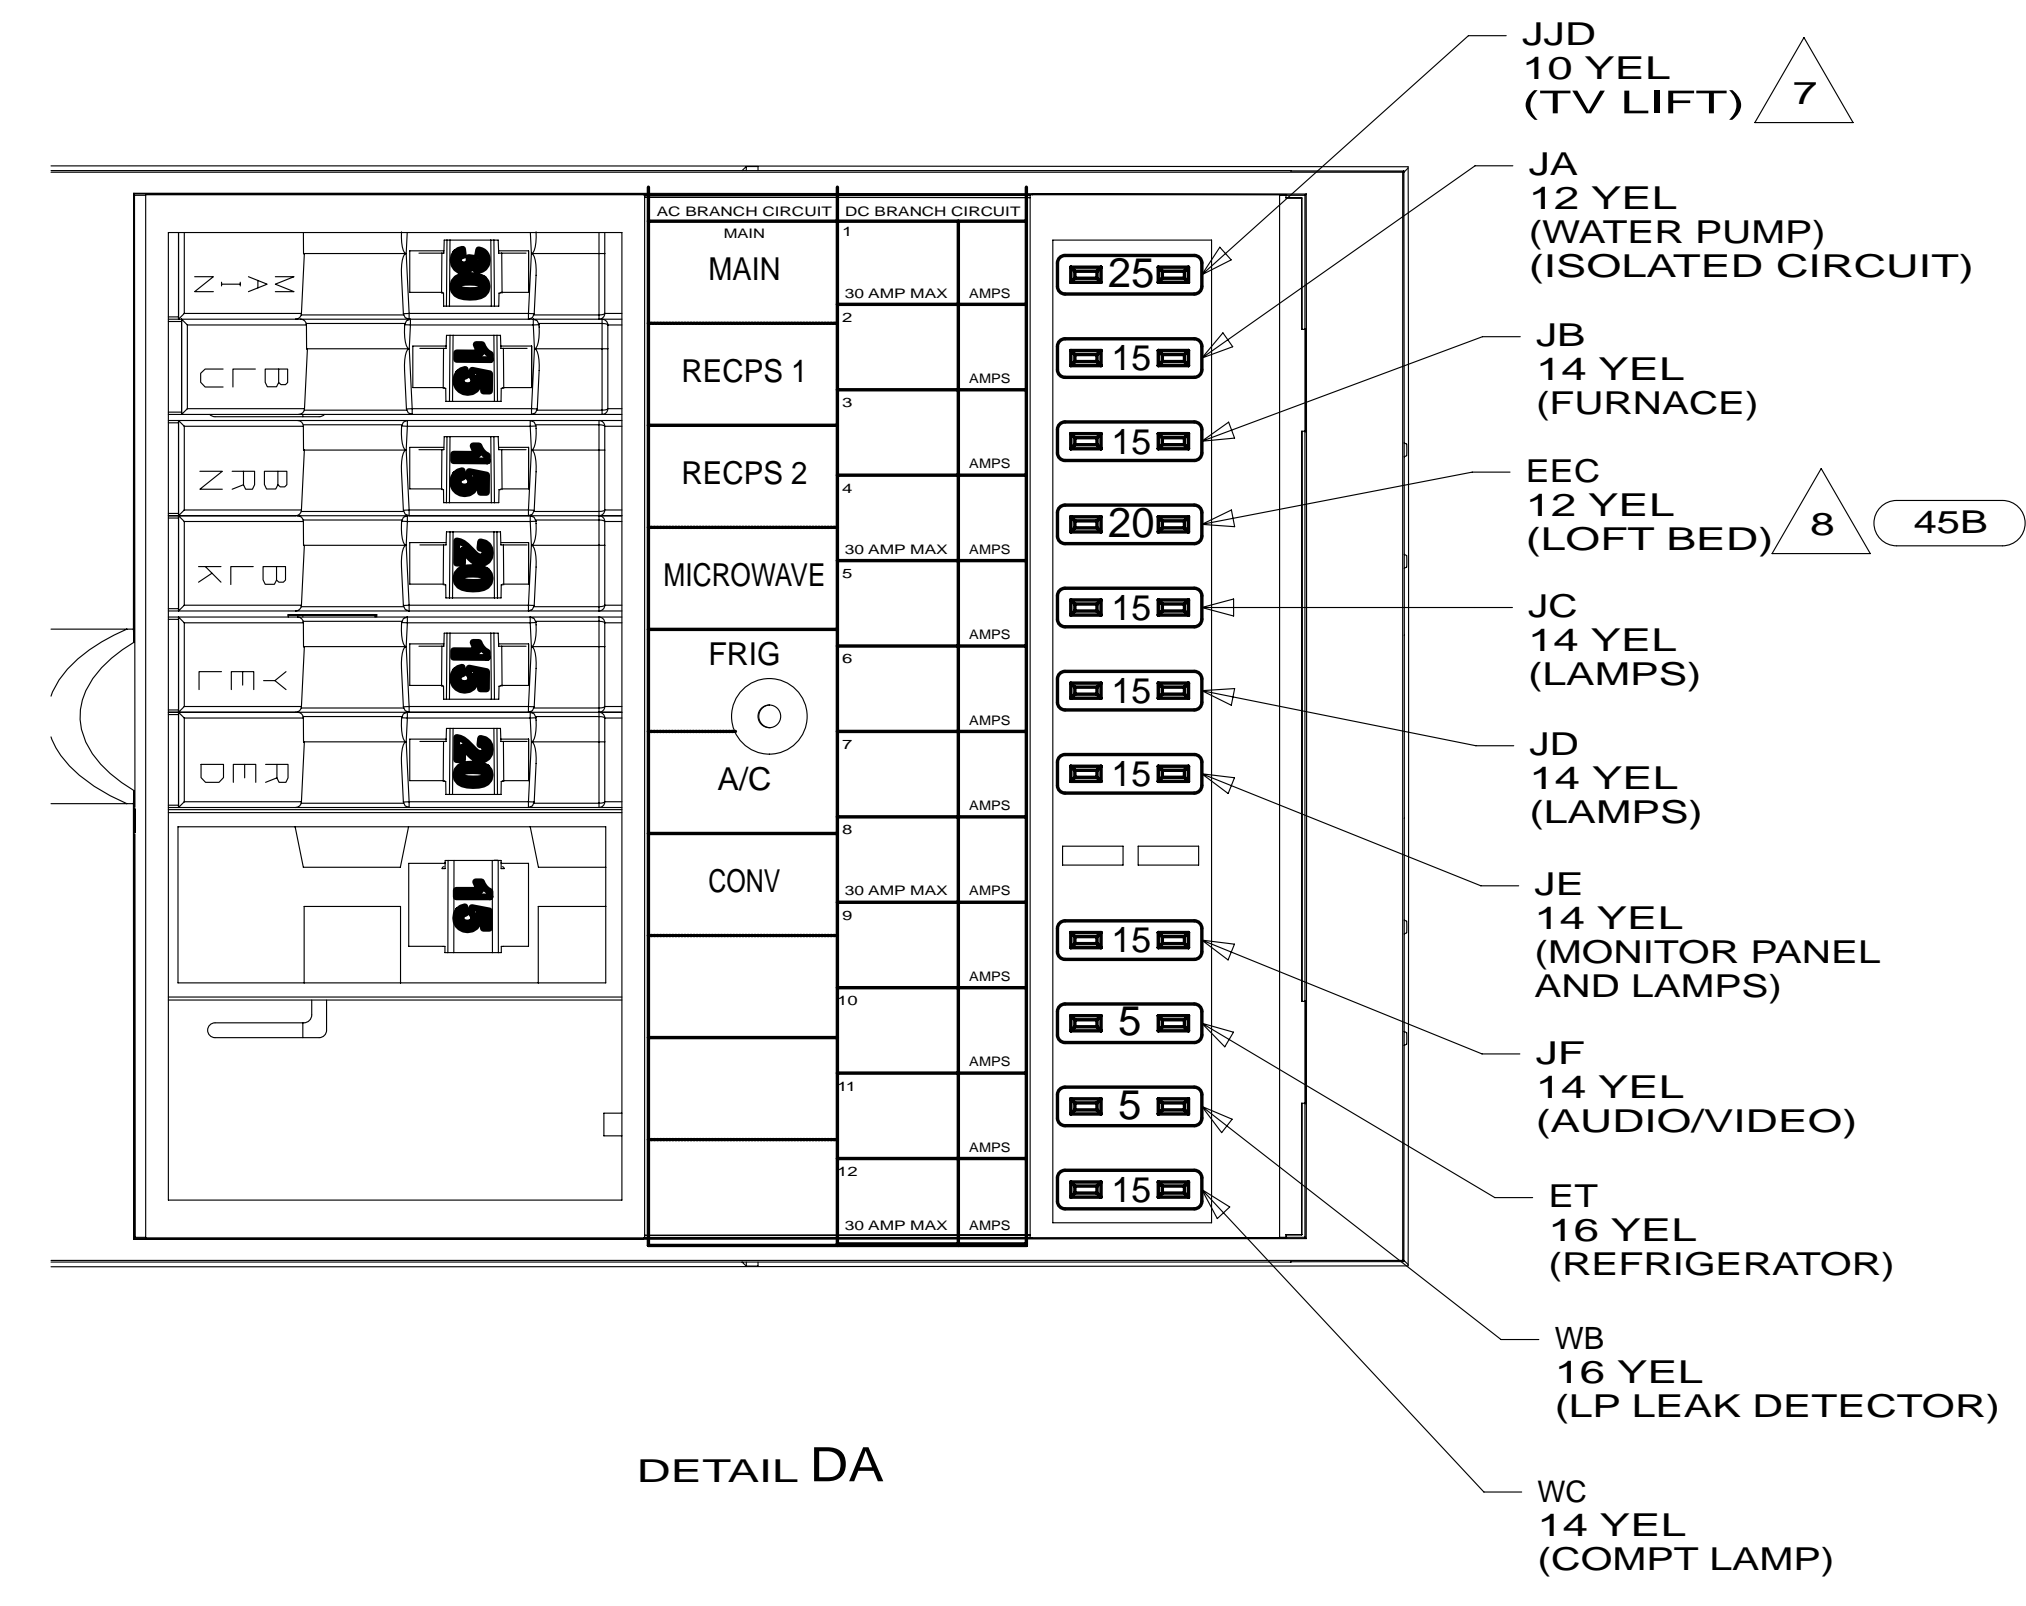 JJD
10 YEL
(TV LIFT)
7
JA
12 YEL
(WATER PUMP)
(ISOLATED CIRCUIT)
JB
14 YEL
(FURNACE)
EEC
12 YEL
(LOFT BED)
8
45B
JC
14 YEL
(LAMPS)
JD
14 YEL
(LAMPS)
JE
14 YEL
(MONITOR PANEL
AND LAMPS)
JF
14 YEL
(AUDIO/VIDEO)
ET
16 YEL
(REFRIGERATOR)
WB
16 YEL
(LP LEAK DETECTOR)
WC
14 YEL
(COMPT LAMP)
MAIN
30
BLU
15
BRN
15
BLK
20
YEL
15
RED
20
15
AC BRANCH CIRCUIT
MAIN
MAIN
RECPS 1
RECPS 2
MICROWAVE
FRIG
A/C
CONV
DC BRANCH CIRCUIT
1
30 AMP MAX
AMPS
2
AMPS
3
AMPS
4
30 AMP MAX
AMPS
5
AMPS
6
AMPS
7
AMPS
8
30 AMP MAX
AMPS
9
AMPS
10
AMPS
11
AMPS
12
30 AMP MAX
AMPS
25
15
15
20
15
15
15
15
5
5
15
DETAIL DA